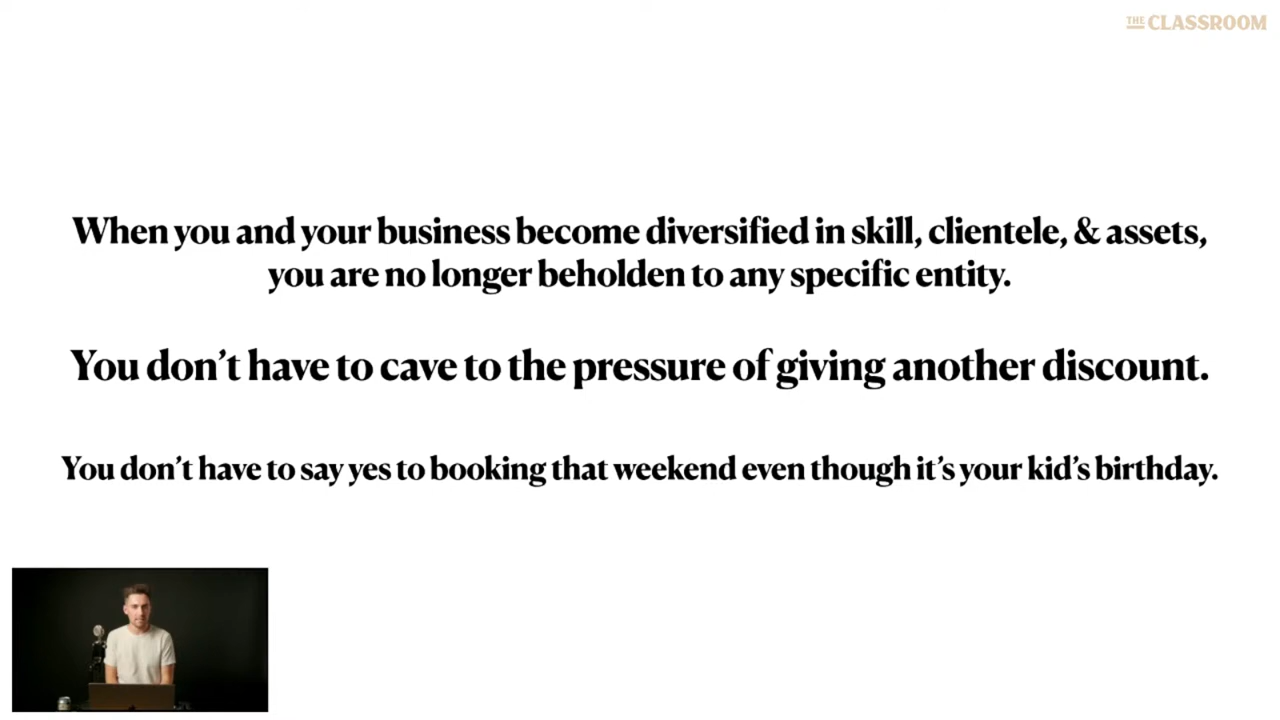 THE CLASSROOM
When you and your business become diversified in skill, clientele, & assets,
you are no longer beholden to any specific entity.
You don’t have to cave to the pressure of giving another discount.
You don’t have to say yes to booking that weekend even though it’s your kid’s birthday.